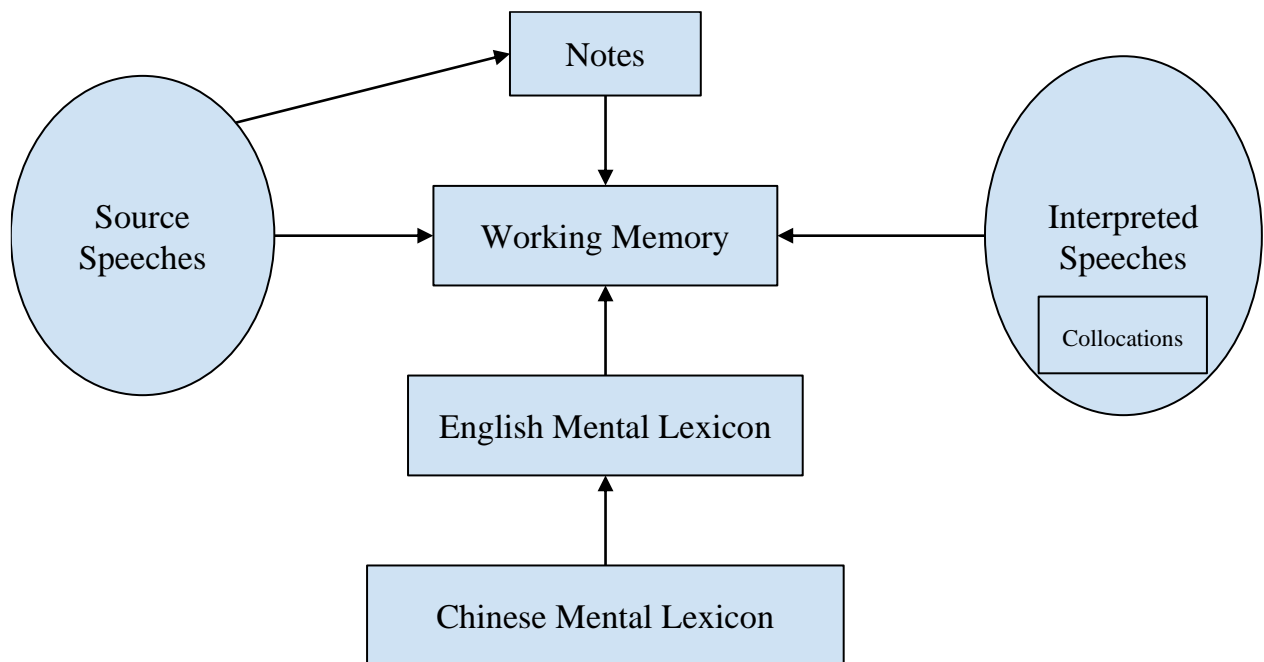 Notes
Source
Speeches
Working Memory
Interpreted
Speeches
Collocations
English Mental Lexicon
Chinese Mental Lexicon